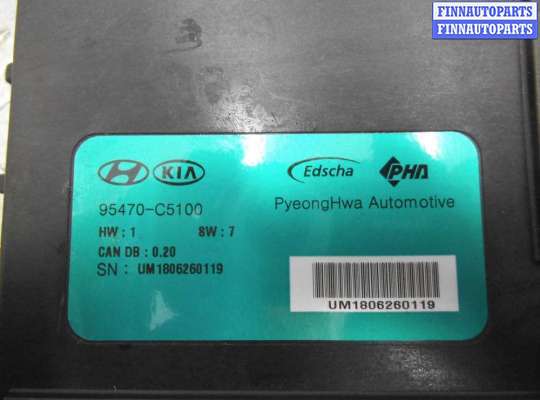 FINNAUTOPARTS
FINNAUTOPARTS
HYUNDAI KIA Edscha PHA
95470-C5100 PyeongHwa Automotive
HW : 1 SW : 7
CAN DB : 0.20
SN : UM1806260119
UM1806260119